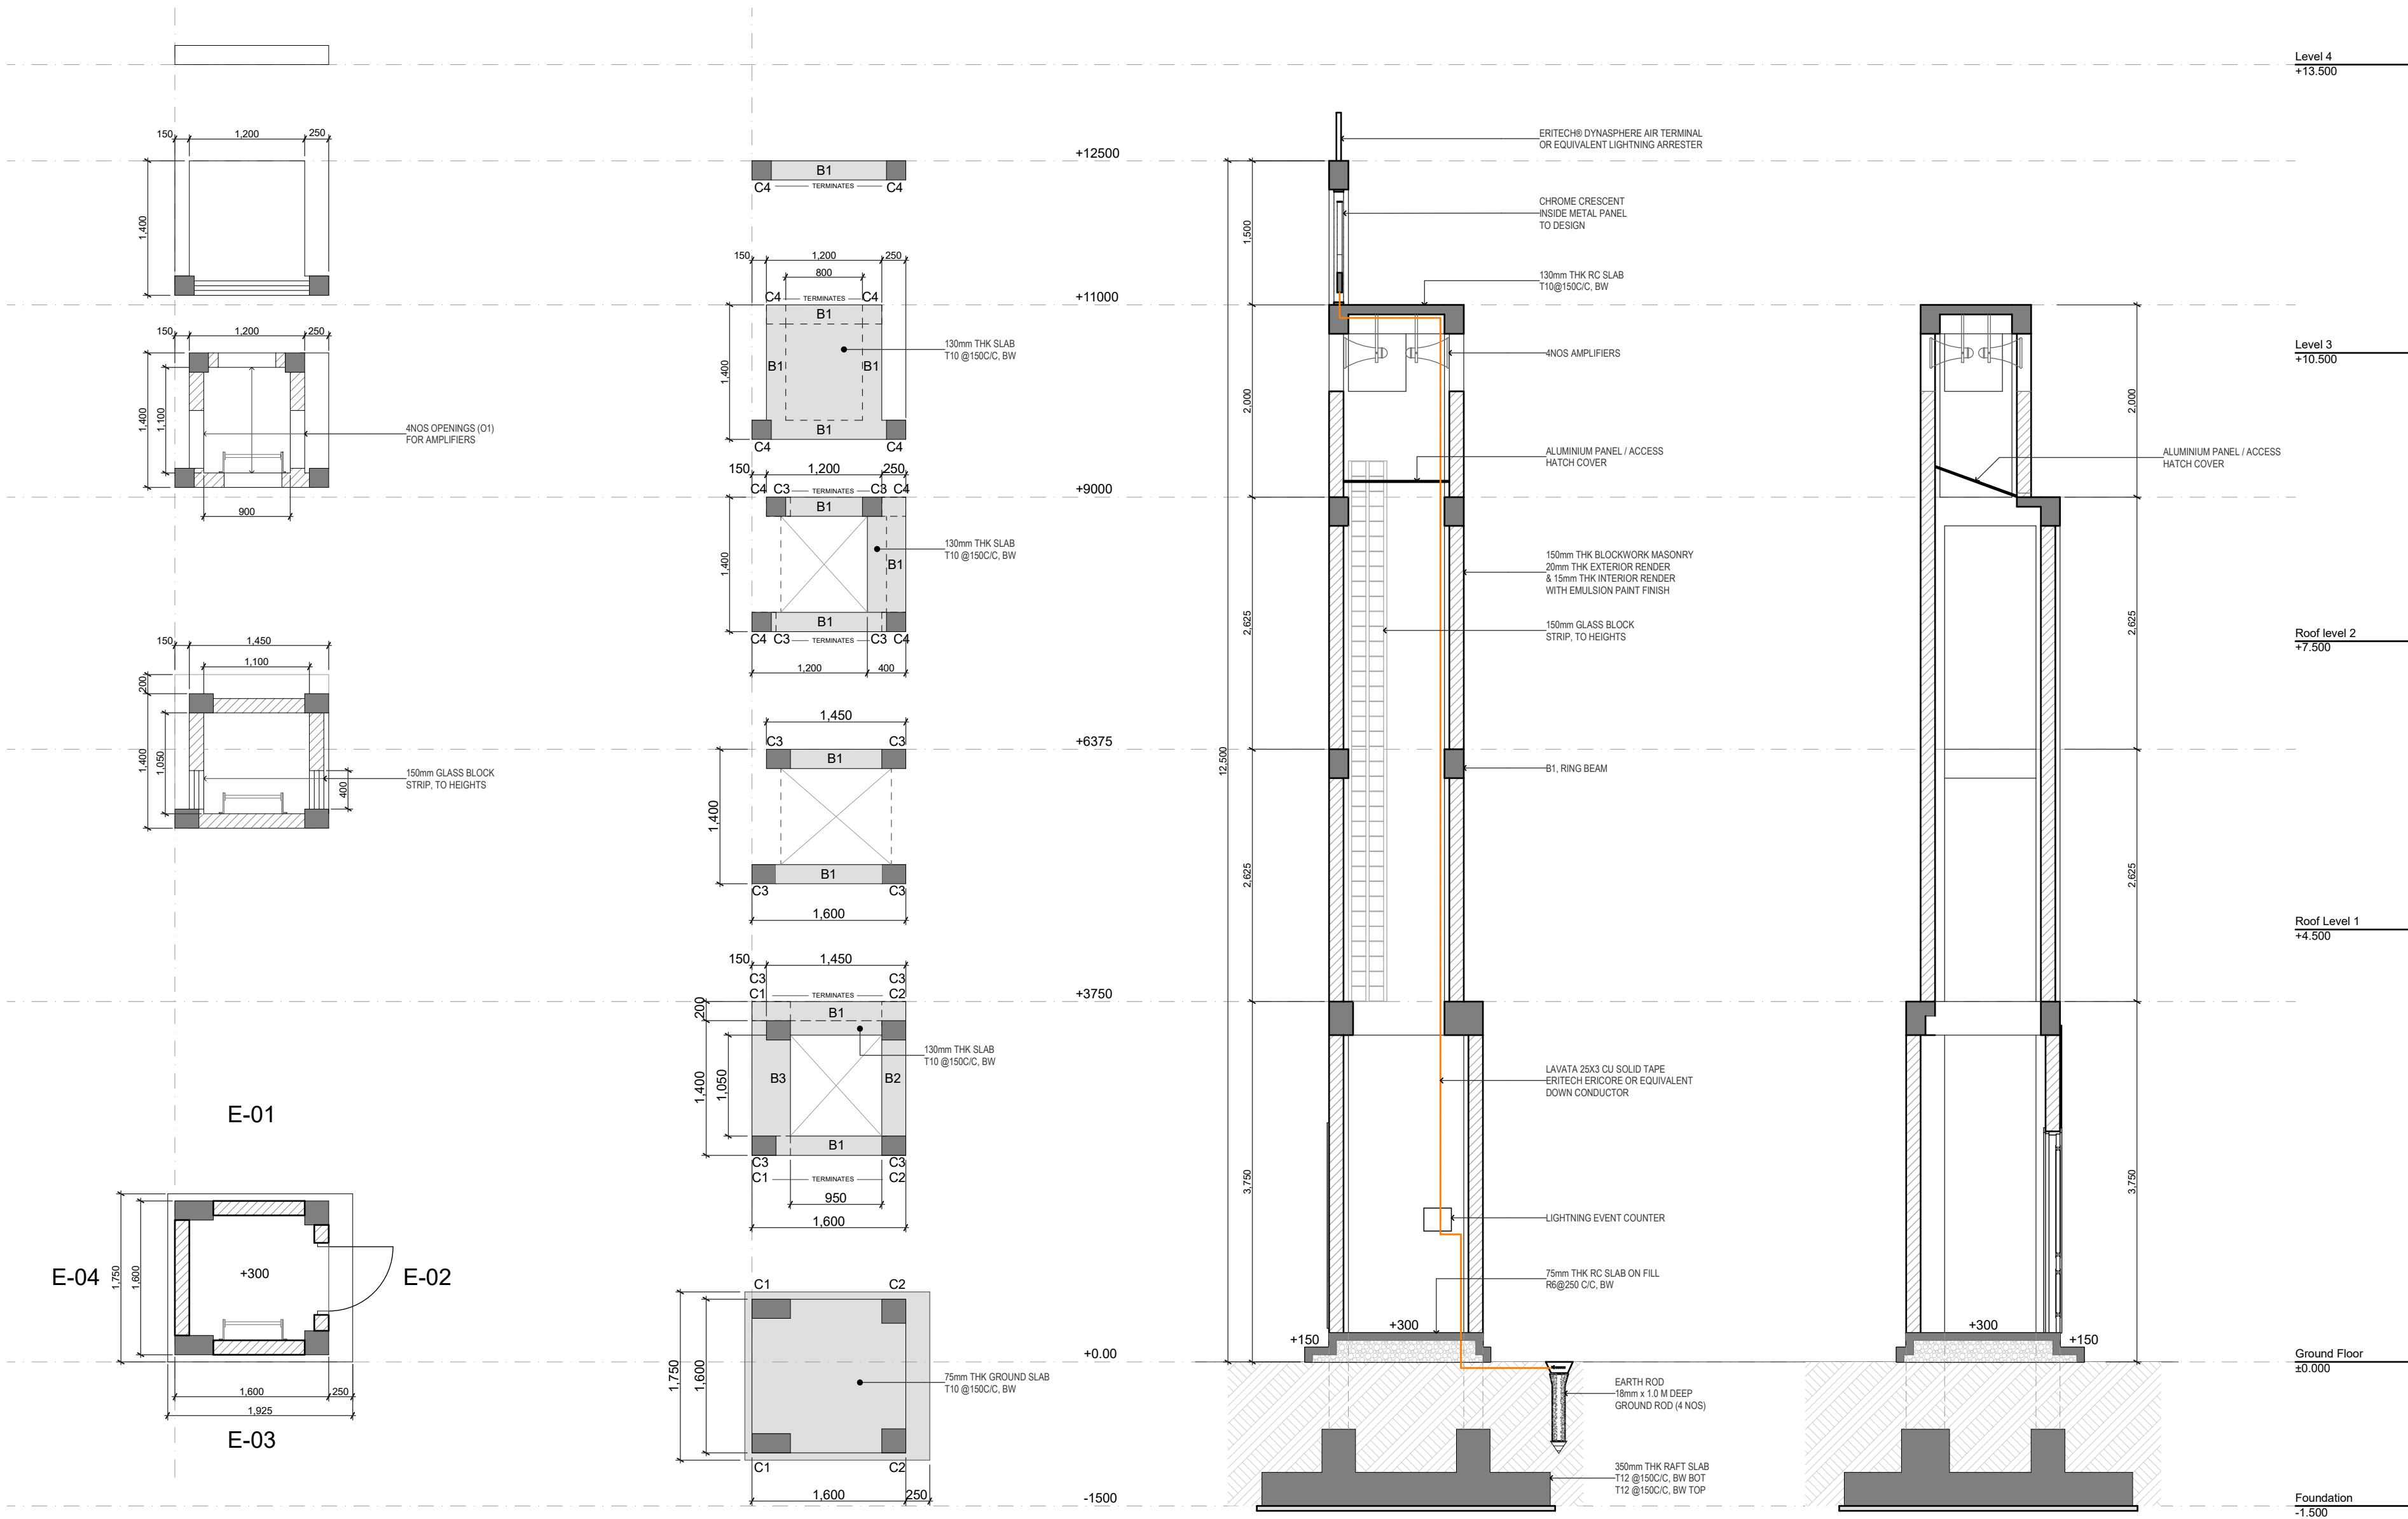 150
1,200
250
1,400
150
1,200
250
1,400
1,100
900
4NOS OPENINGS (O1)
FOR AMPLIFIERS
150
1,450
1,100
200
1,400
1,050
400
150mm GLASS BLOCK
STRIP, TO HEIGHTS
E-01
E-04
1,750
1,600
+300
E-02
1,600
250
1,925
E-03
B1
C4
TERMINATES
C4
150
1,200
250
800
C4
TERMINATES
C4
B1
B1
B1
B1
1,400
C4
C4
130mm THK SLAB
T10 @150C/C, BW
150
1,200
250
C4 C3
TERMINATES
C3 C4
B1
B1
B1
1,400
C4 C3
TERMINATES
C3 C4
1,200
400
130mm THK SLAB
T10 @150C/C, BW
1,450
C3
C3
B1
1,400
B1
C3
C3
1,600
150
1,450
C3
C3
C1
TERMINATES
C2
200
B1
B3
B2
1,400
1,050
B1
C3
C3
C1
TERMINATES
C2
950
1,600
130mm THK SLAB
T10 @150C/C, BW
C1
C2
1,750
1,600
75mm THK GROUND SLAB
T10 @150C/C, BW
C1
C2
1,600
250
+12500
+11000
+9000
+6375
+3750
+0.00
-1500
12,500
1,500
2,000
2,625
2,625
3,750
ERITECH® DYNASPHERE AIR TERMINAL
OR EQUIVALENT LIGHTNING ARRESTER
CHROME CRESCENT
INSIDE METAL PANEL
TO DESIGN
130mm THK RC SLAB
T10@150C/C, BW
4NOS AMPLIFIERS
ALUMINIUM PANEL / ACCESS
HATCH COVER
150mm THK BLOCKWORK MASONRY
20mm THK EXTERIOR RENDER
& 15mm THK INTERIOR RENDER
WITH EMULSION PAINT FINISH
150mm GLASS BLOCK
STRIP, TO HEIGHTS
B1, RING BEAM
LAVATA 25X3 CU SOLID TAPE
ERITECH ERICORE OR EQUIVALENT
DOWN CONDUCTOR
LIGHTNING EVENT COUNTER
75mm THK RC SLAB ON FILL
R6@250 C/C, BW
+150
+300
EARTH ROD
18mm x 1.0 M DEEP
GROUND ROD (4 NOS)
350mm THK RAFT SLAB
T12 @150C/C, BW BOT
T12 @150C/C, BW TOP
2,000
2,625
2,625
3,750
ALUMINIUM PANEL / ACCESS
HATCH COVER
+300
+150
Level 4
+13.500
Level 3
+10.500
Roof level 2
+7.500
Roof Level 1
+4.500
Ground Floor
±0.000
Foundation
-1.500